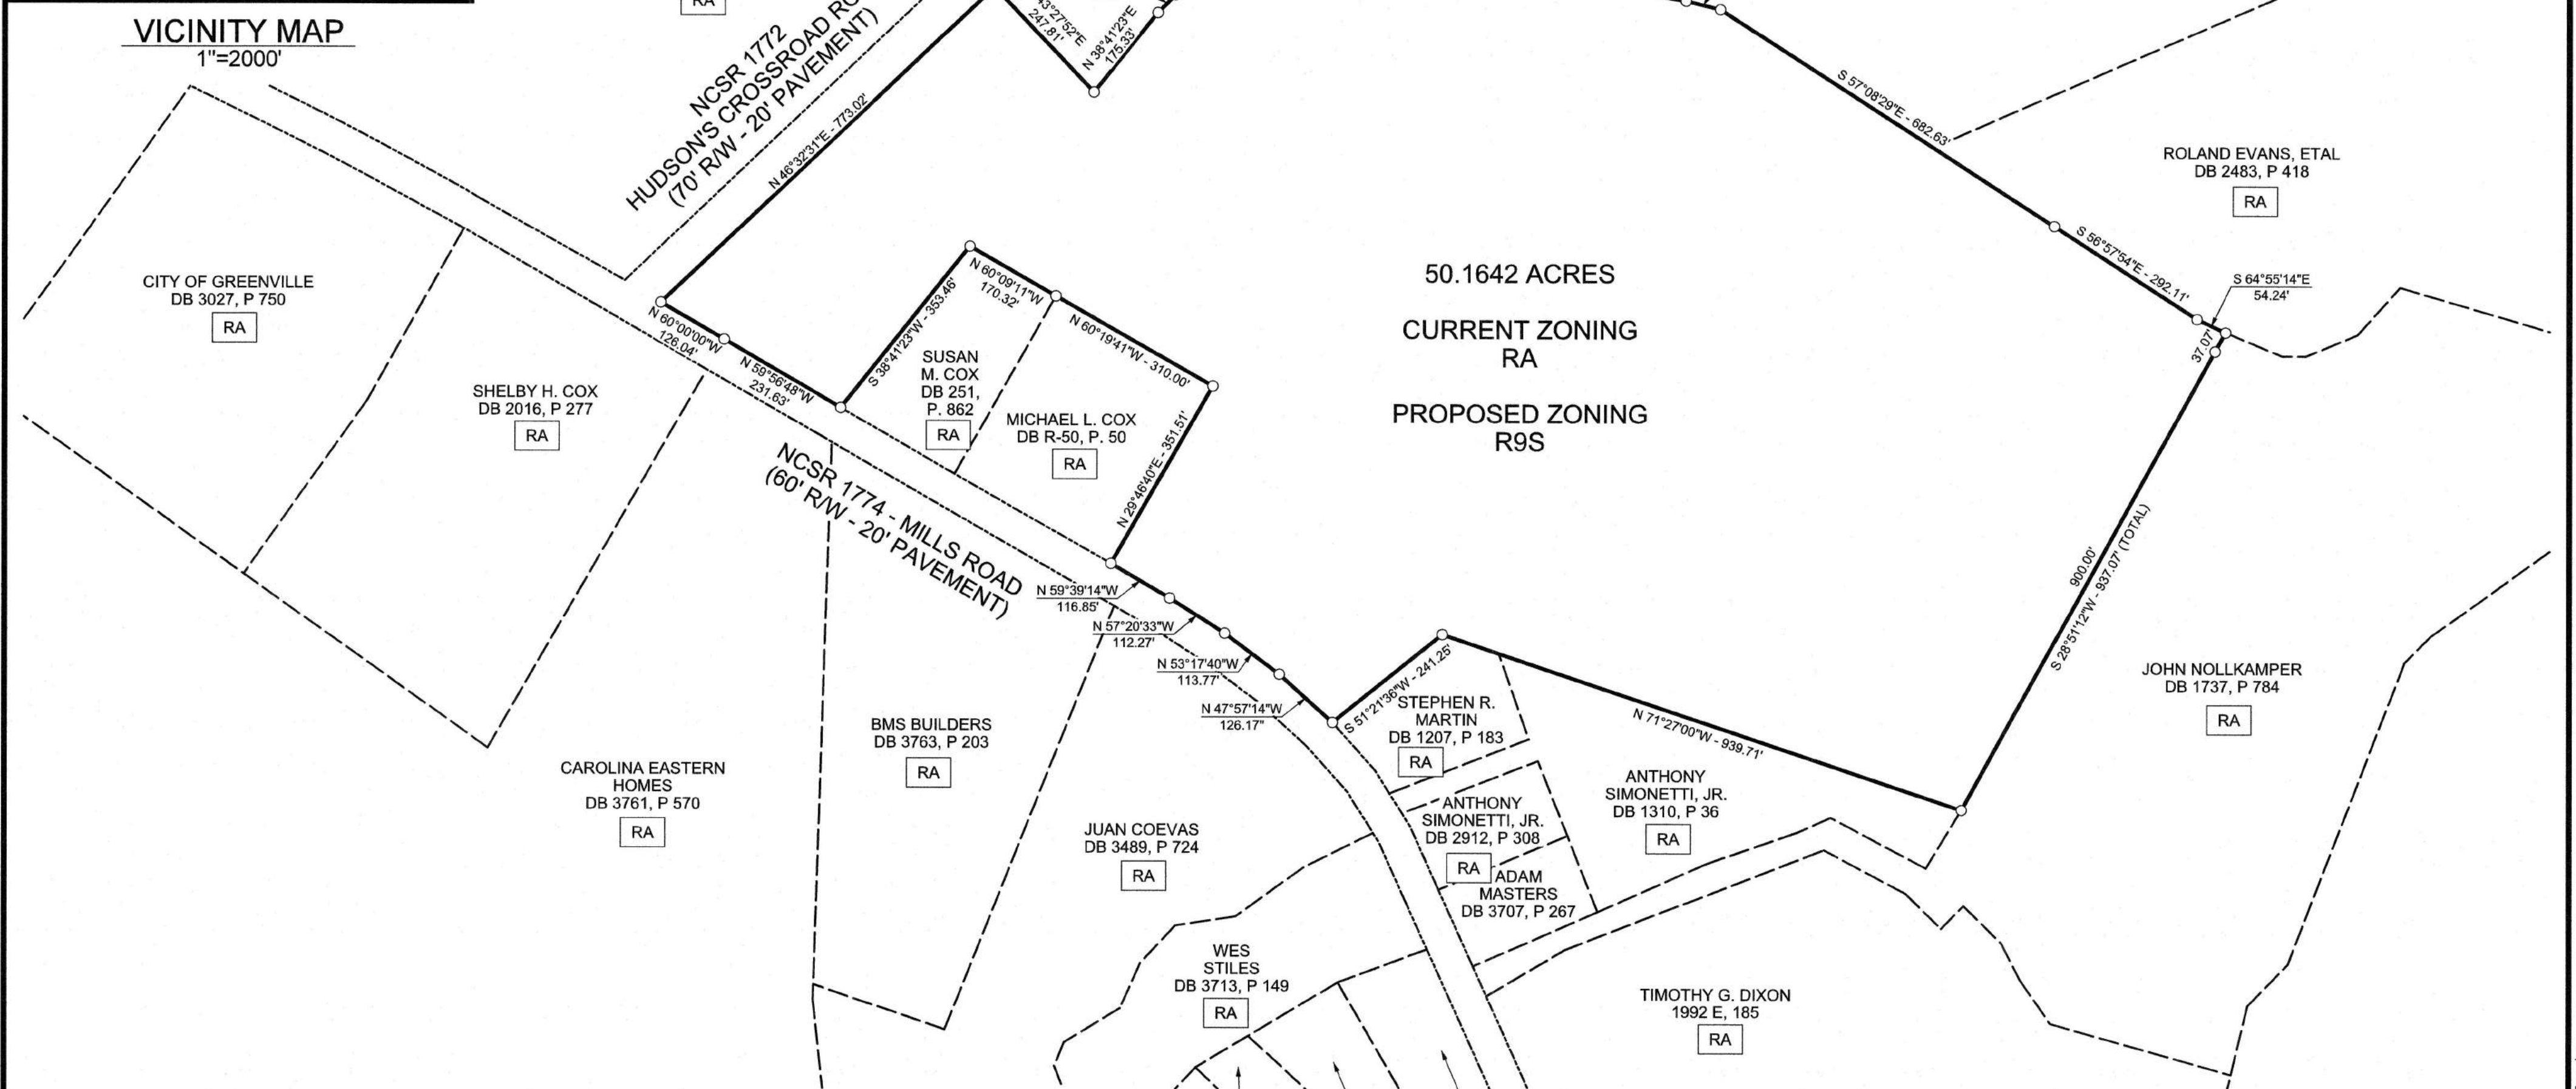 VICINITY MAP
1"=2000'
RA
NCSR 1772
HUDSON'S CROSSROAD
(70' R/W - 20' PAVEMENT)
N 46°32'31"E - 773.02'
43°27'52"E
247.81'
N 38°41'23"E
175.33'
S 57°08'29"E - 682.63'
ROLAND EVANS, ETAL
DB 2483, P 418
RA
S 56°57'54"E - 292.11'
S 64°55'14"E
54.24'
37.07'
CITY OF GREENVILLE
DB 3027, P 750
RA
N 60°00'00"W
126.04'
N 59°56'48"W
231.63'
S 38°41'23"W - 353.46'
N 60°09'11"W
170.32'
N 60°19'41"W - 310.00'
50.1642 ACRES
CURRENT ZONING
RA
PROPOSED ZONING
R9S
SHELBY H. COX
DB 2016, P 277
RA
SUSAN
M. COX
DB 251,
P. 862
RA
MICHAEL L. COX
DB R-50, P. 50
RA
N 29°46'40"E - 351.51'
NCSR 1774 - MILLS ROAD
(60' R/W - 20' PAVEMENT)
N 59°39'14"W
116.85'
N 57°20'33"W
112.27'
N 53°17'40"W
113.77'
N 47°57'14"W
126.17"
S 51°21'36"W - 241.25'
900.00'
S 28°51'12"W - 937.07' (TOTAL)
JOHN NOLLKAMPER
DB 1737, P 784
RA
STEPHEN R.
MARTIN
DB 1207, P 183
RA
N 71°27'00"W - 939.71'
BMS BUILDERS
DB 3763, P 203
RA
CAROLINA EASTERN
HOMES
DB 3761, P 570
RA
JUAN COEVAS
DB 3489, P 724
RA
ANTHONY
SIMONETTI, JR.
DB 2912, P 308
RA
ANTHONY
SIMONETTI, JR.
DB 1310, P 36
RA
ADAM
MASTERS
DB 3707, P 267
WES
STILES
DB 3713, P 149
RA
TIMOTHY G. DIXON
1992 E, 185
RA